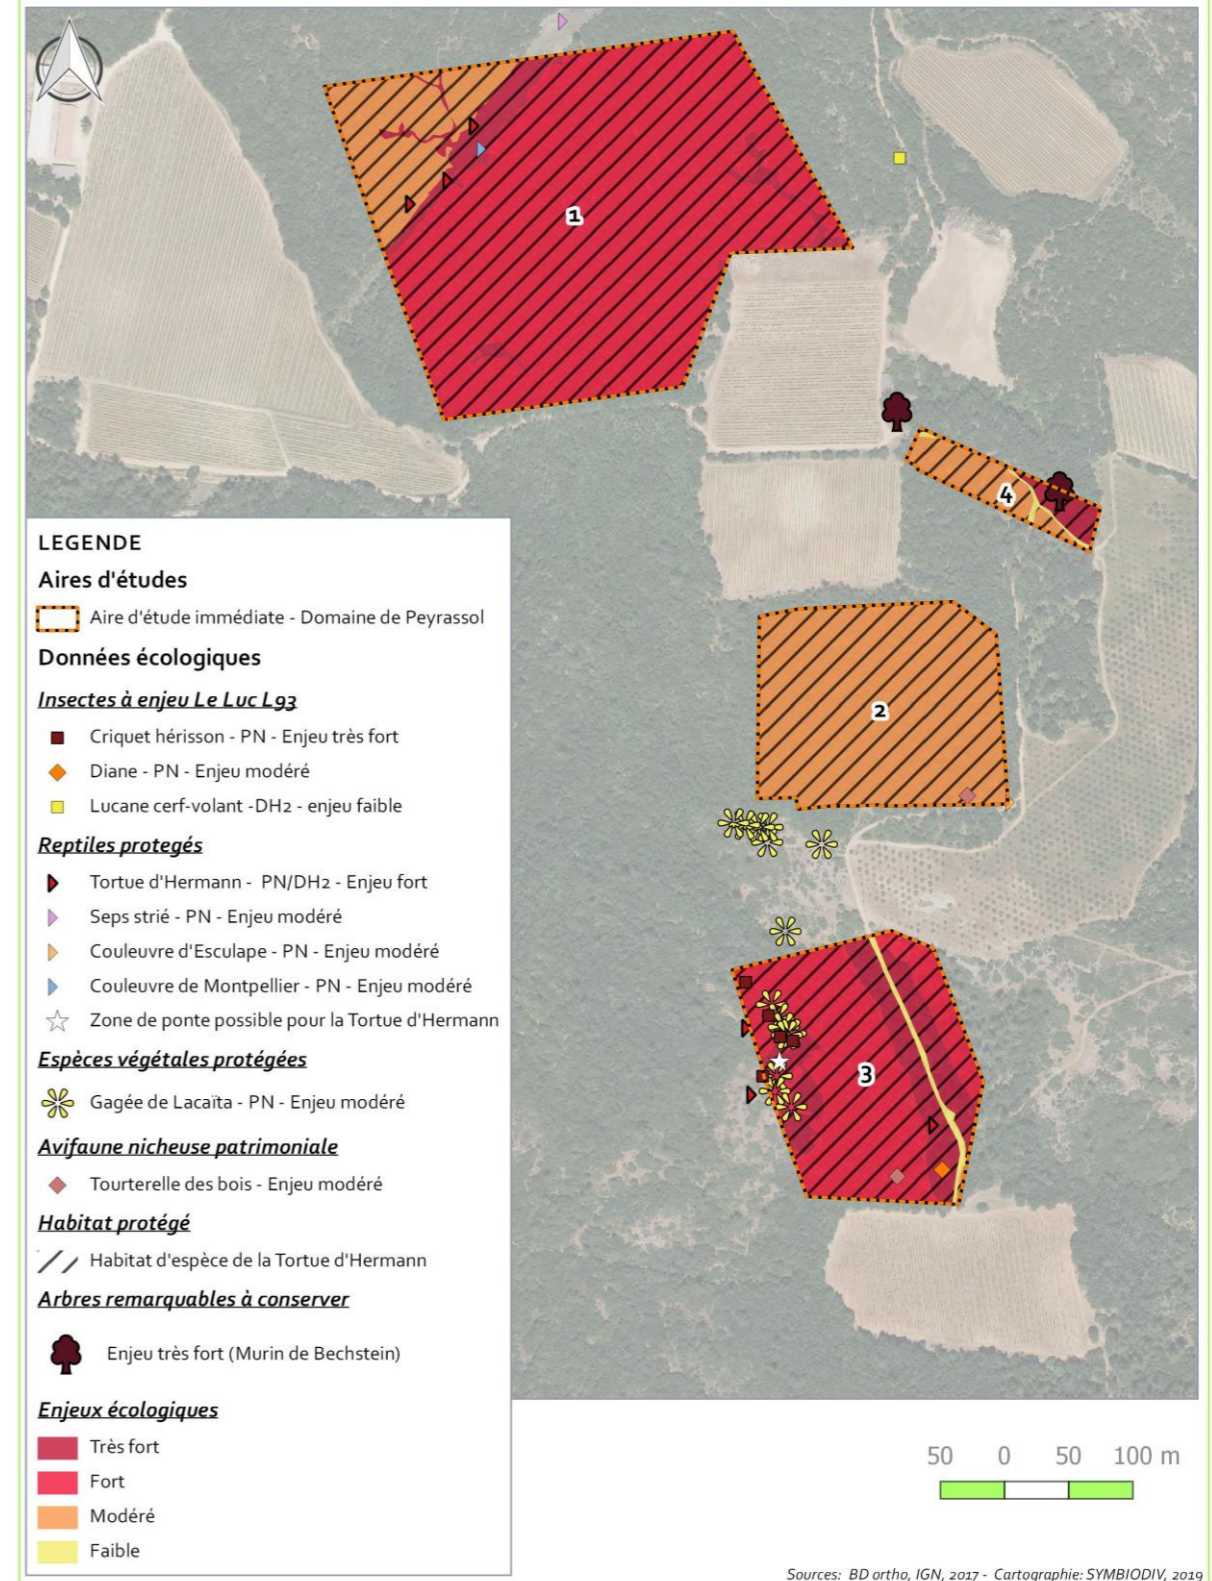 1
4
2
3
LEGENDE
Aires d'études
Aire d'étude immédiate - Domaine de Peyrassol
Données écologiques
Insectes à enjeu Le Luc L93
Criquet hérisson - PN - Enjeu très fort
Diane - PN - Enjeu modéré
Lucane cerf-volant -DH2 - enjeu faible
Reptiles protegés
Tortue d'Hermann - PN/DH2 - Enjeu fort
Seps strié - PN - Enjeu modéré
Couleuvre d'Esculape - PN - Enjeu modéré
Couleuvre de Montpellier - PN - Enjeu modéré
Zone de ponte possible pour la Tortue d'Hermann
Espèces végétales protégées
Gagée de Lacaïta - PN - Enjeu modéré
Avifaune nicheuse patrimoniale
Tourterelle des bois - Enjeu modéré
Habitat protégé
Habitat d'espèce de la Tortue d'Hermann
Arbres remarquables à conserver
Enjeu très fort (Murin de Bechstein)
Enjeux écologiques
Très fort
Fort
Modéré
Faible
50 0 50 100 m
Sources: BD ortho, IGN, 2017 - Cartographie: SYMBIODIV, 2019